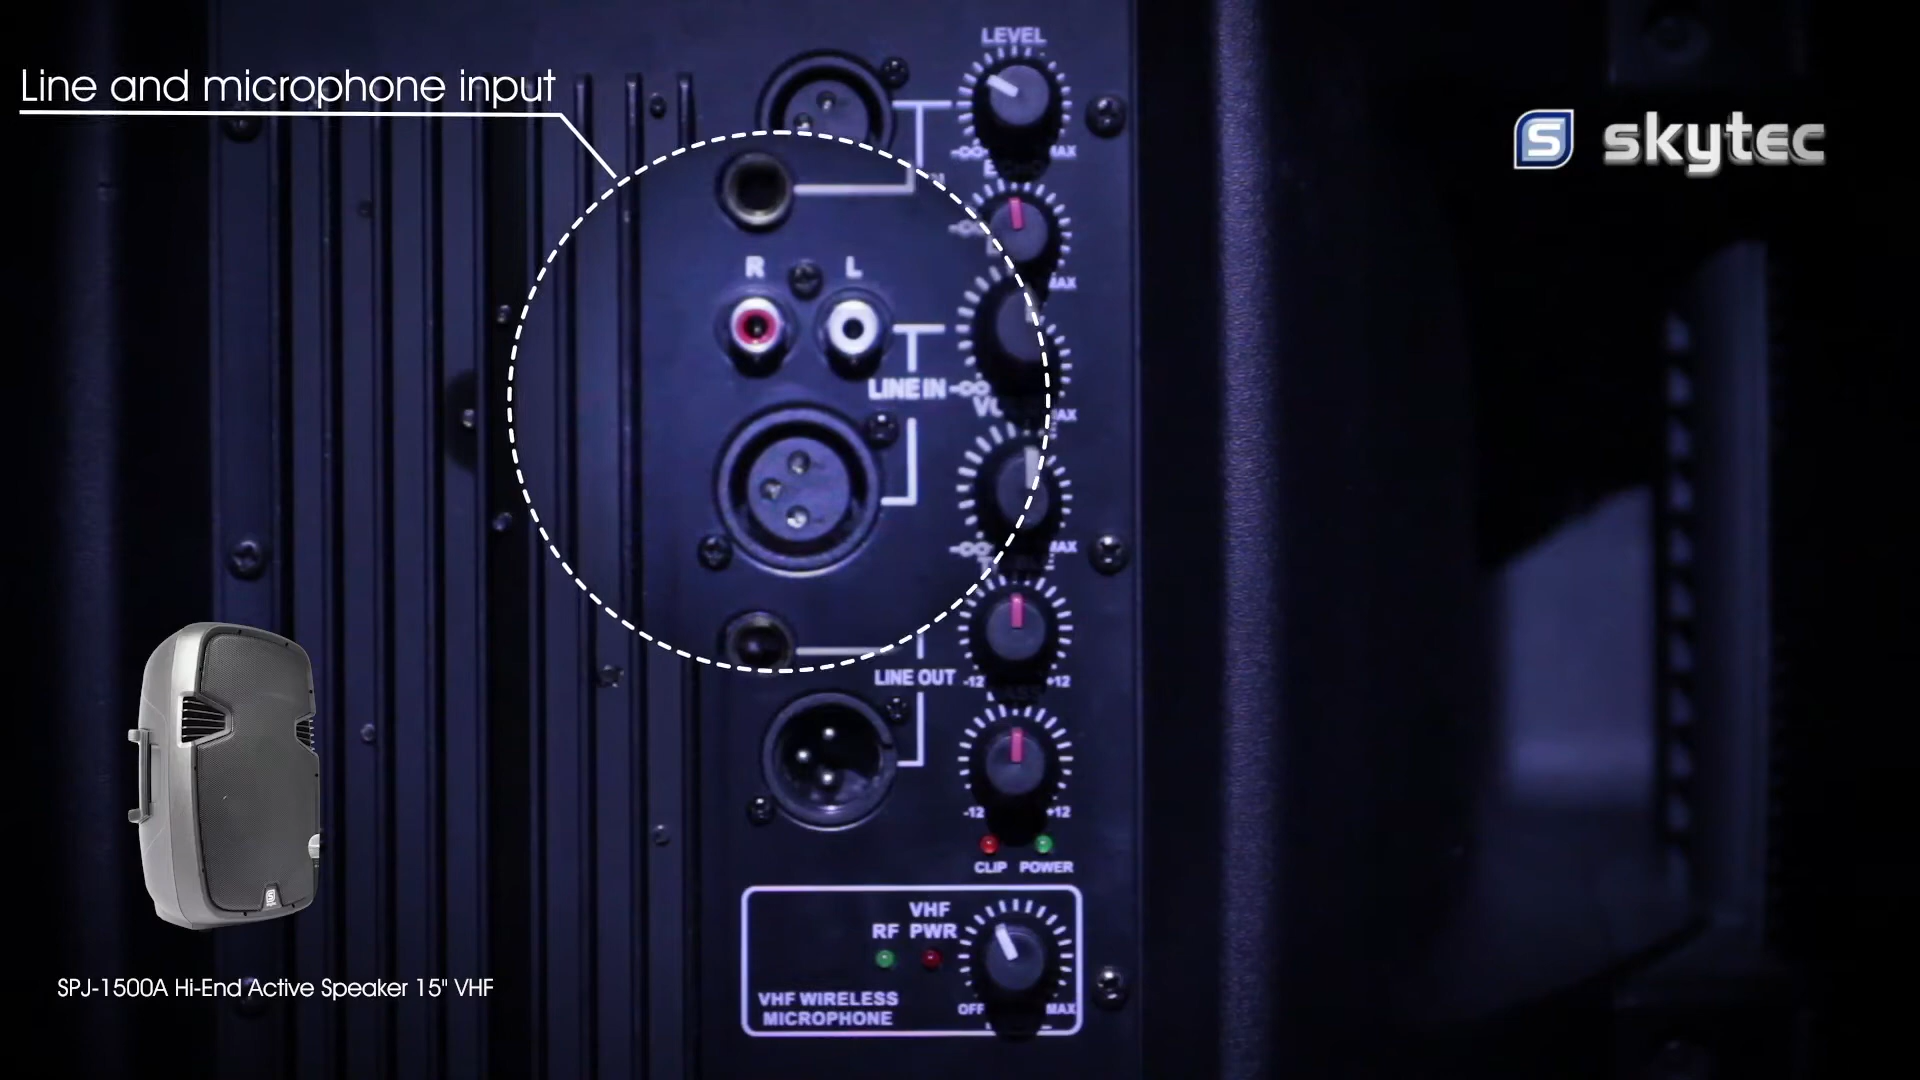 Line and microphone input
LEVEL
-∞ MAX
skytec
-∞
R L
MAX
LINE IN -∞
MAX
-∞ MAX
LINE OUT -12 +12
-12 +12
CLIP POWER
VHF
RF PWR
VHF WIRELESS
MICROPHONE
OFF MAX
SPJ-1500A Hi-End Active Speaker 15" VHF